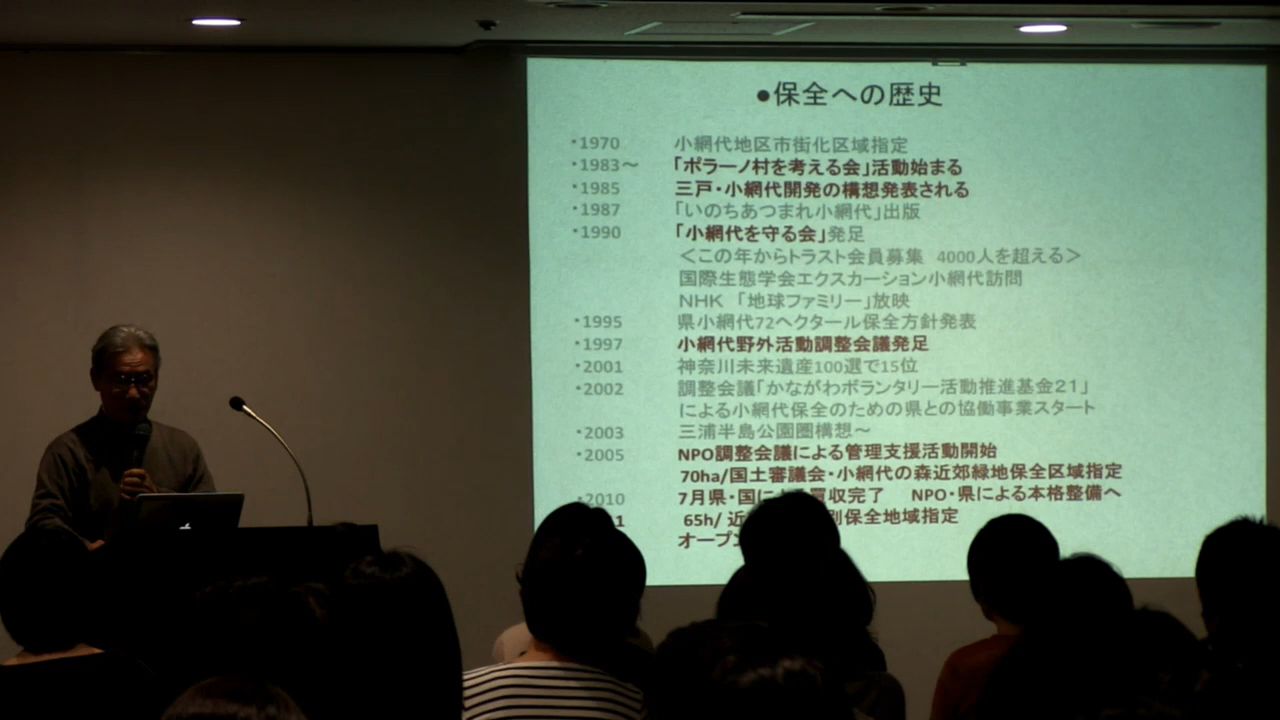 ●保全への歴史
・1970 小網代地区市街化区域指定
・1983～ 「ポラーノ村を考える会」活動始まる
・1985 三戸・小網代開発の構想発表される
・1987 「いのちあつまれ小網代」出版
・1990 「小網代を守る会」発足
＜この年からトラスト会員募集 4000人を超える＞
国際生態学会エクスカーション小網代訪問
NHK 「地球ファミリー」放映
・1995 県小網代72ヘクタール保全方針発表
・1997 小網代野外活動調整会議発足
・2001 神奈川未来遺産100選で15位
・2002 調整会議「かながわボランタリー活動推進基金21」
による小網代保全のための県との協働事業スタート
・2003 三浦半島公園圏構想～
・2005 NPO調整会議による管理支援活動開始
70ha/国土審議会・小網代の森近郊緑地保全区域指定
・2010 7月県・国に 買収完了 NPO・県による本格整備へ
1 65h/ 近 別保全地域指定
オープ